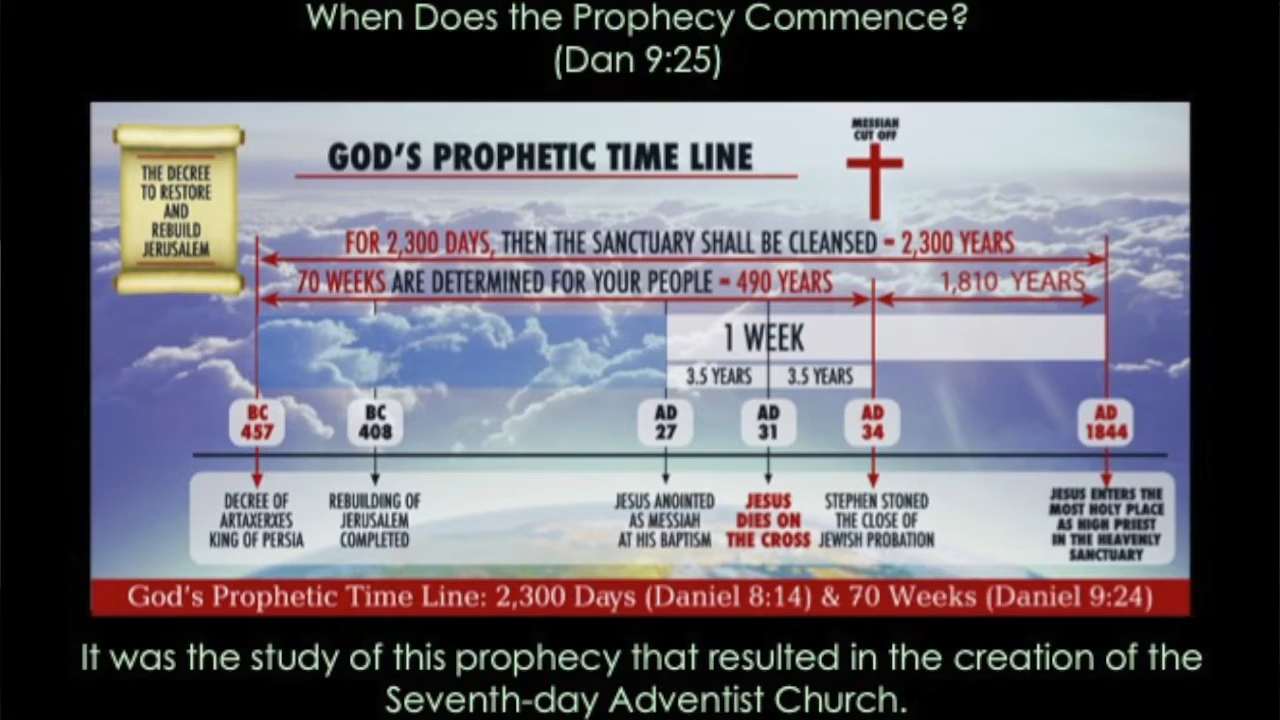 When Does the Prophecy Commence?
(Dan 9:25)
MESSIAH
CUT OFF
THE DECREE
TO RESTORE
AND
REBUILD
JERUSALEM
GOD'S PROPHETIC TIME LINE
FOR 2,300 DAYS, THEN THE SANCTUARY SHALL BE CLEANSED = 2,300 YEARS
70 WEEKS ARE DETERMINED FOR YOUR PEOPLE = 490 YEARS
1,810 YEARS
1 WEEK
3.5 YEARS
3.5 YEARS
BC
457
BC
408
AD
27
AD
31
AD
34
AD
1844
DECREE OF
ARTAXERXES
KING OF PERSIA
REBUILDING OF
JERUSALEM
COMPLETED
JESUS ANOINTED
AS MESSIAH
AT HIS BAPTISM
JESUS
DIES ON
THE CROSS
STEPHEN STONED
THE CLOSE OF
JEWISH PROBATION
JESUS ENTERS THE
MOST HOLY PLACE
AS HIGH PRIEST
IN THE HEAVENLY
SANCTUARY
God's Prophetic Time Line: 2,300 Days (Daniel 8:14) & 70 Weeks (Daniel 9:24)
It was the study of this prophecy that resulted in the creation of the
Seventh-day Adventist Church.